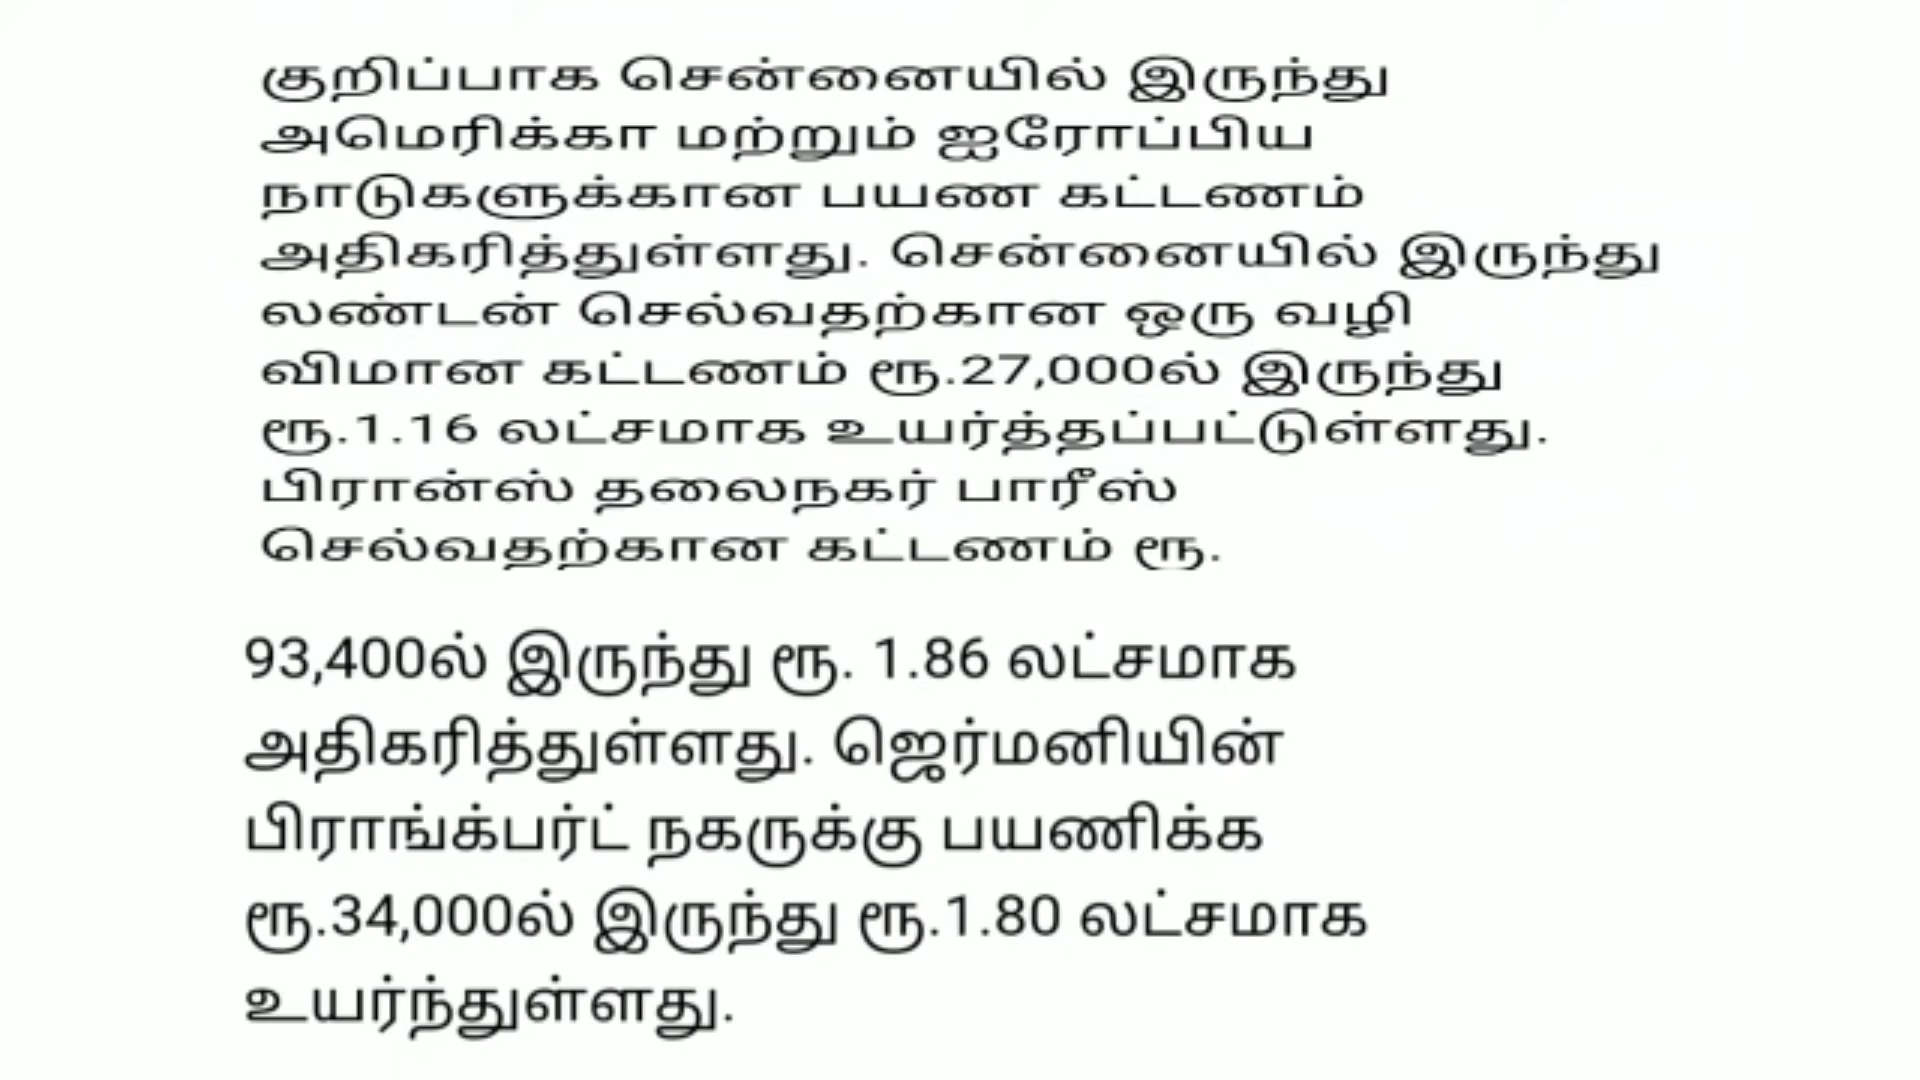 குறிப்பாக சென்னையில் இருந்து
அமெரிக்கா மற்றும் ஐரோப்பிய
நாடுகளுக்கான பயண கட்டணம்
அதிகரித்துள்ளது. சென்னையில் இருந்து
லண்டன் செல்வதற்கான ஒரு வழி
விமான கட்டணம் ரூ.27,000ல் இருந்து
ரூ.1.16 லட்சமாக உயர்த்தப்பட்டுள்ளது.
பிரான்ஸ் தலைநகர் பாரீஸ்
செல்வதற்கான கட்டணம் ரூ.
93,400ல் இருந்து ரூ. 1.86 லட்சமாக
அதிகரித்துள்ளது. ஜெர்மனியின்
பிராங்க்பர்ட் நகருக்கு பயணிக்க
ரூ.34,000ல் இருந்து ரூ.1.80 லட்சமாக
உயர்ந்துள்ளது.